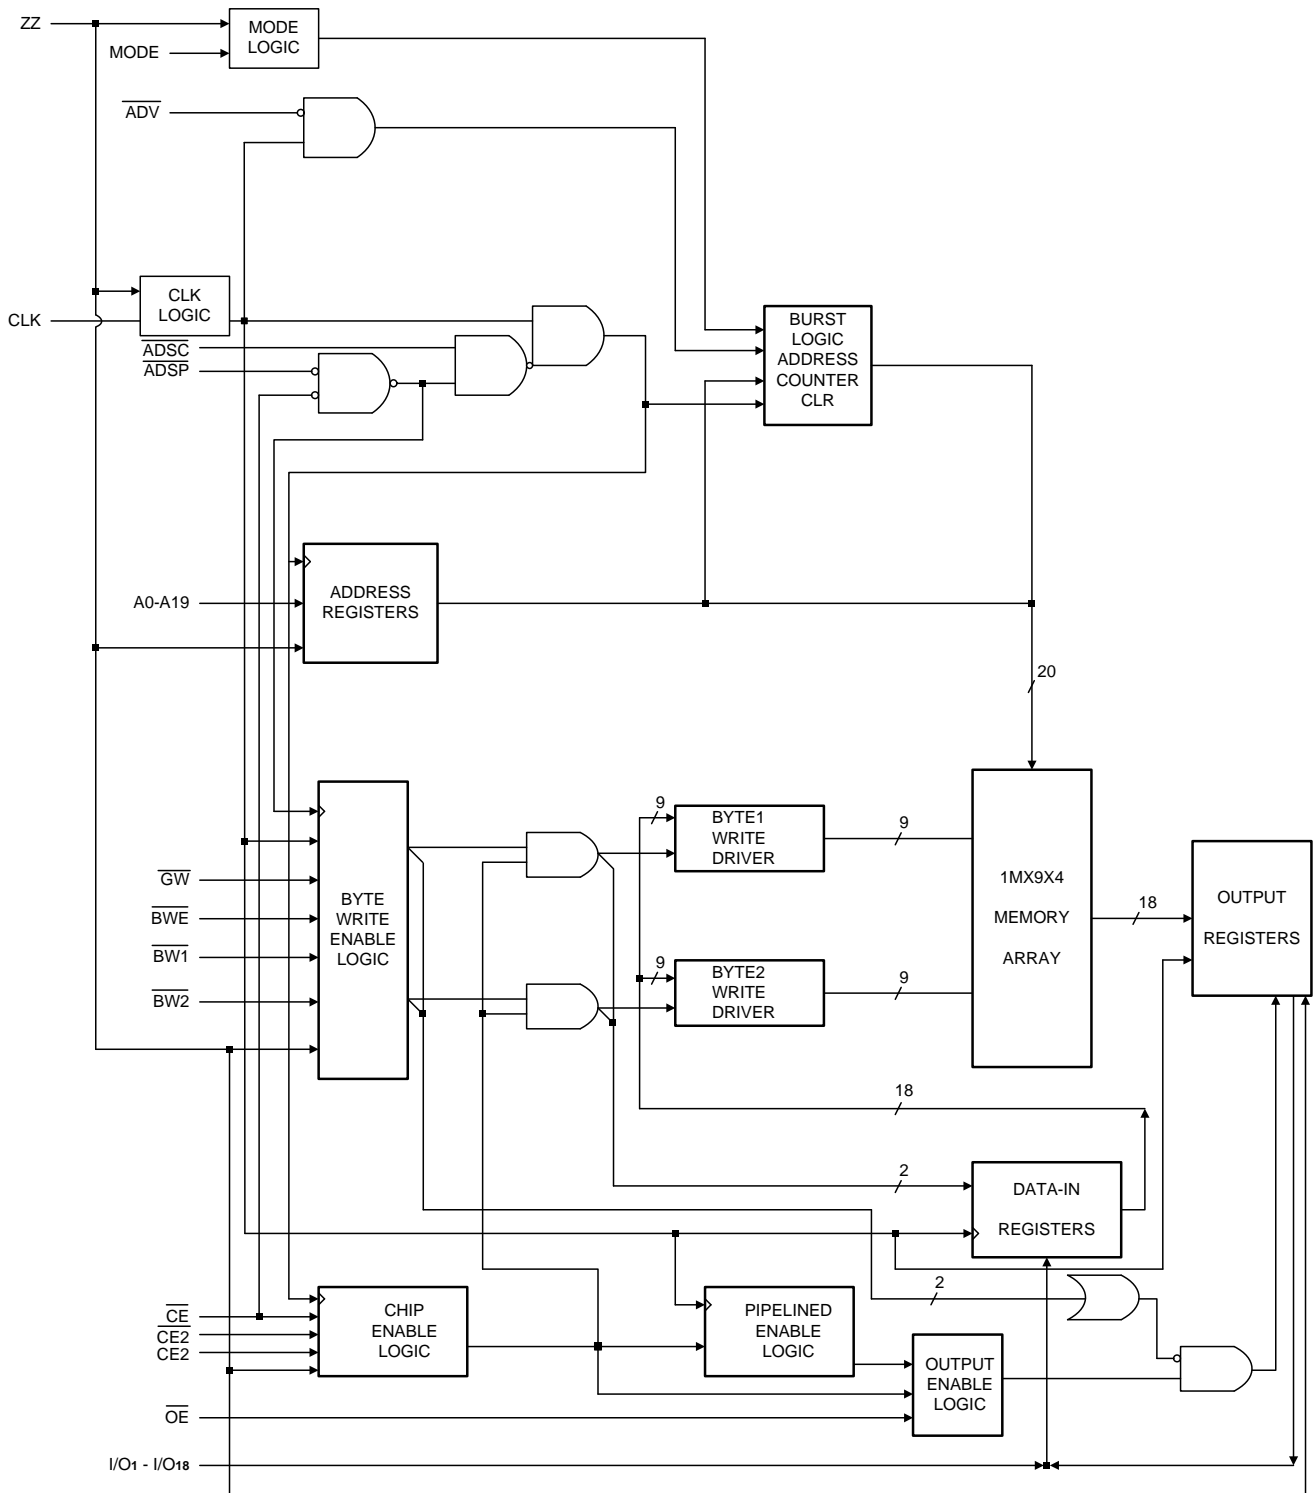 ZZ
MODE
LOGIC
MODE
ADV
CLK
LOGIC
CLK
ADSC
ADSP
BURST
LOGIC
ADDRESS
COUNTER
CLR
A0-A19
ADDRESS
REGISTERS
20
9
BYTE1
WRITE
DRIVER
9
GW
BWE
BW1
BW2
BYTE
WRITE
ENABLE
LOGIC
1MX9X4
MEMORY
ARRAY
18
OUTPUT
REGISTERS
9
BYTE2
WRITE
DRIVER
9
18
2
DATA-IN
REGISTERS
2
CE
CE2
CE2
CHIP
ENABLE
LOGIC
PIPELINED
ENABLE
LOGIC
OUTPUT
ENABLE
LOGIC
OE
I/O1 - I/O18